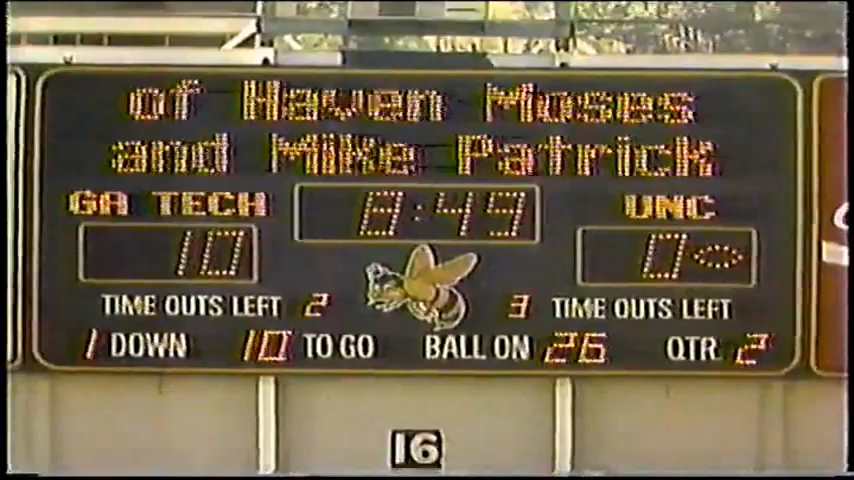 of Haven Moses
and Mike Patrick
GA TECH 8:49 UNC
10 0
TIME OUTS LEFT 2 3 TIME OUTS LEFT
1 DOWN 10 TO GO BALL ON 26 QTR 2
16